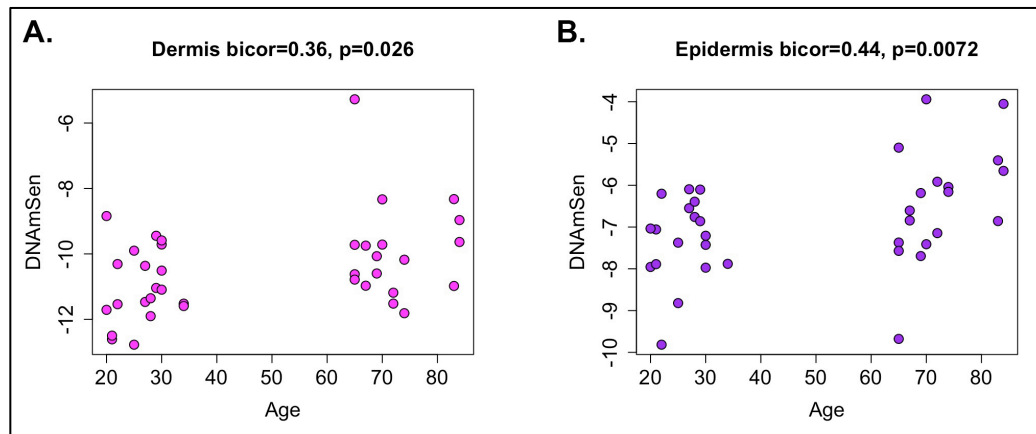 A.
Dermis bicor=0.36, p=0.026
DNAmSen
-6
-8
-10
-12
20 30 40 50 60 70 80
Age
B.
Epidermis bicor=0.44, p=0.0072
DNAmSen
-4
-5
-6
-7
-8
-9
-10
20 30 40 50 60 70 80
Age